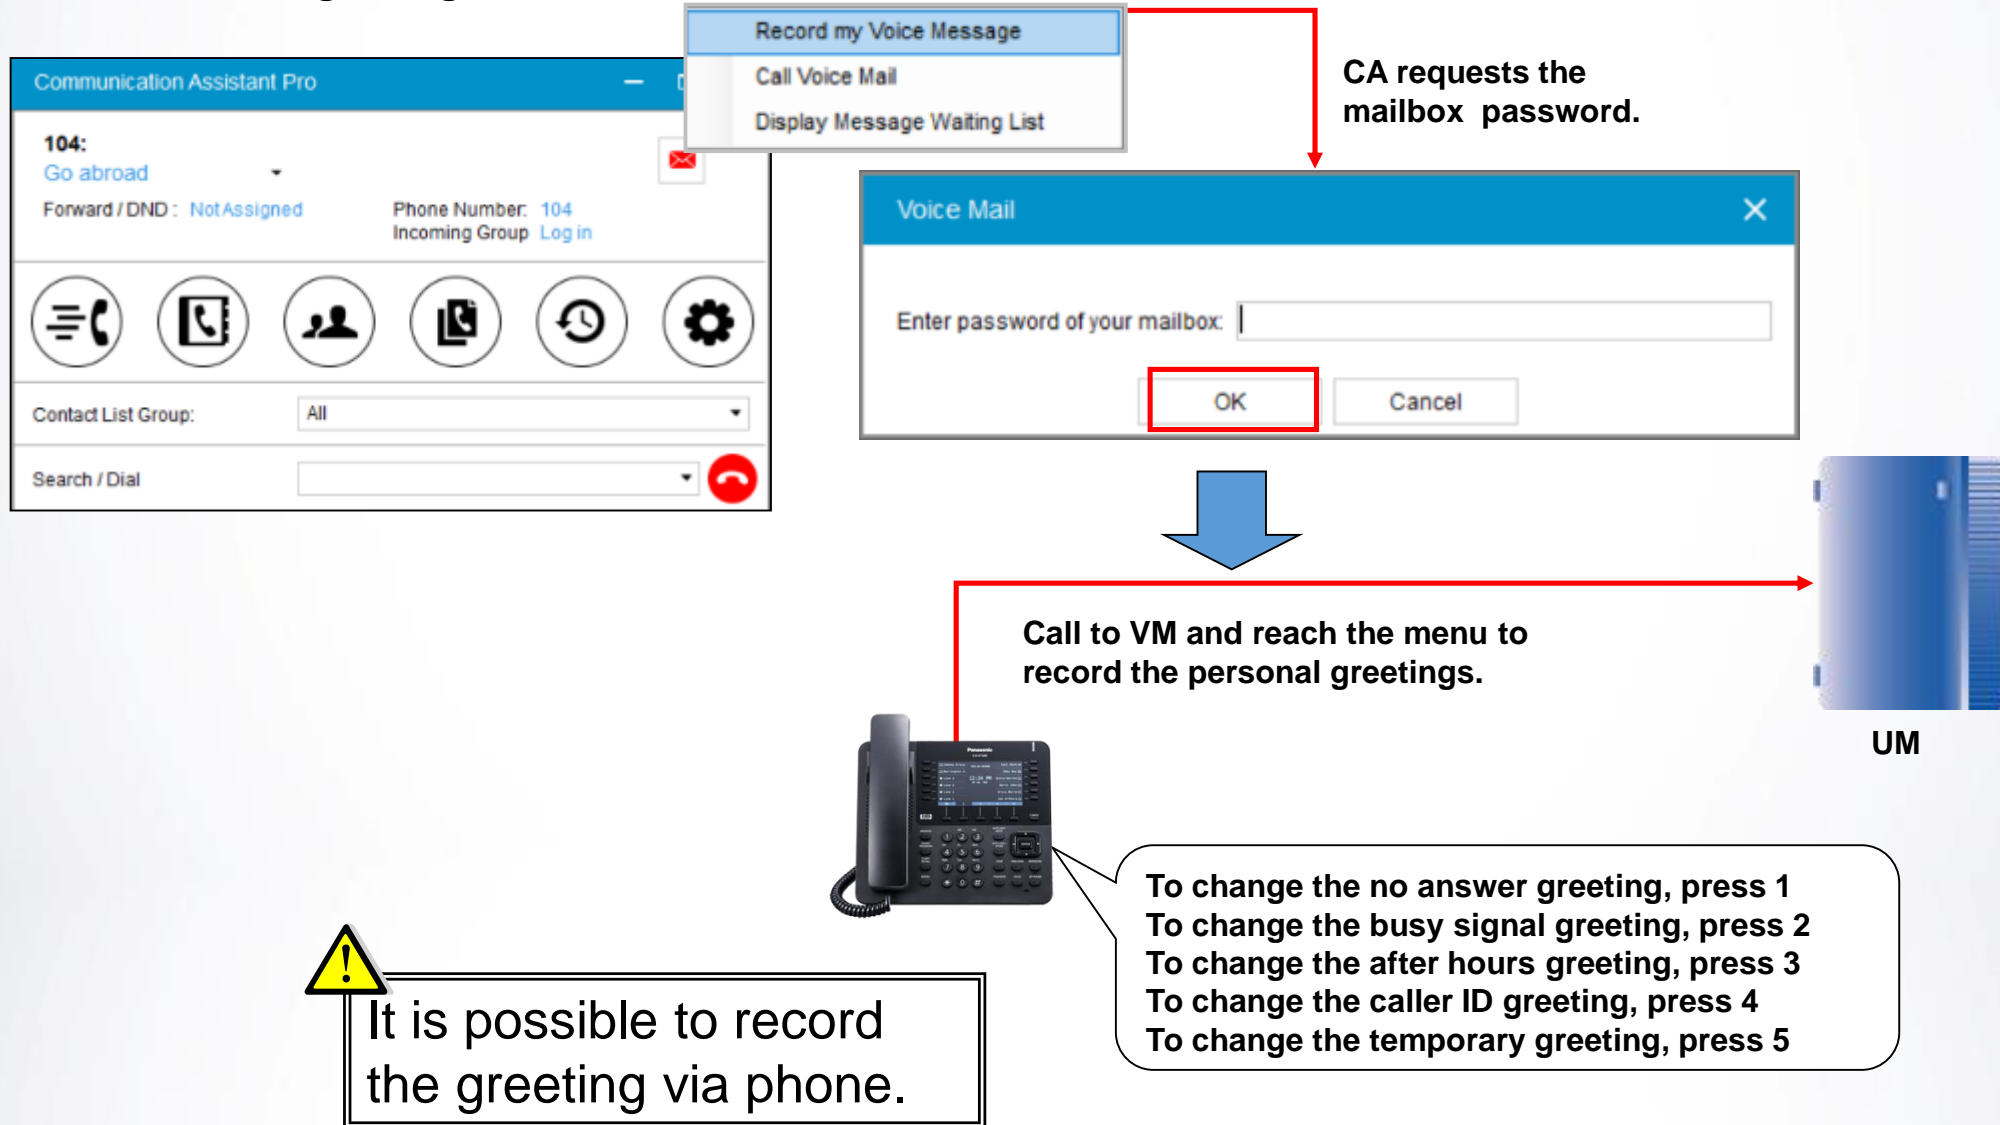 Record my Voice Message
Call Voice Mail
Display Message Waiting List
Communication Assistant Pro
104:
Go abroad
Forward / DND : Not Assigned
Phone Number: 104
Incoming Group Log in
Contact List Group: All
Search / Dial
CA requests the
mailbox password.
Voice Mail
Enter password of your mailbox:
OK Cancel
Call to VM and reach the menu to
record the personal greetings.
UM
Panasonic
12:34 PM
To change the no answer greeting, press 1
To change the busy signal greeting, press 2
To change the after hours greeting, press 3
To change the caller ID greeting, press 4
To change the temporary greeting, press 5
It is possible to record
the greeting via phone.